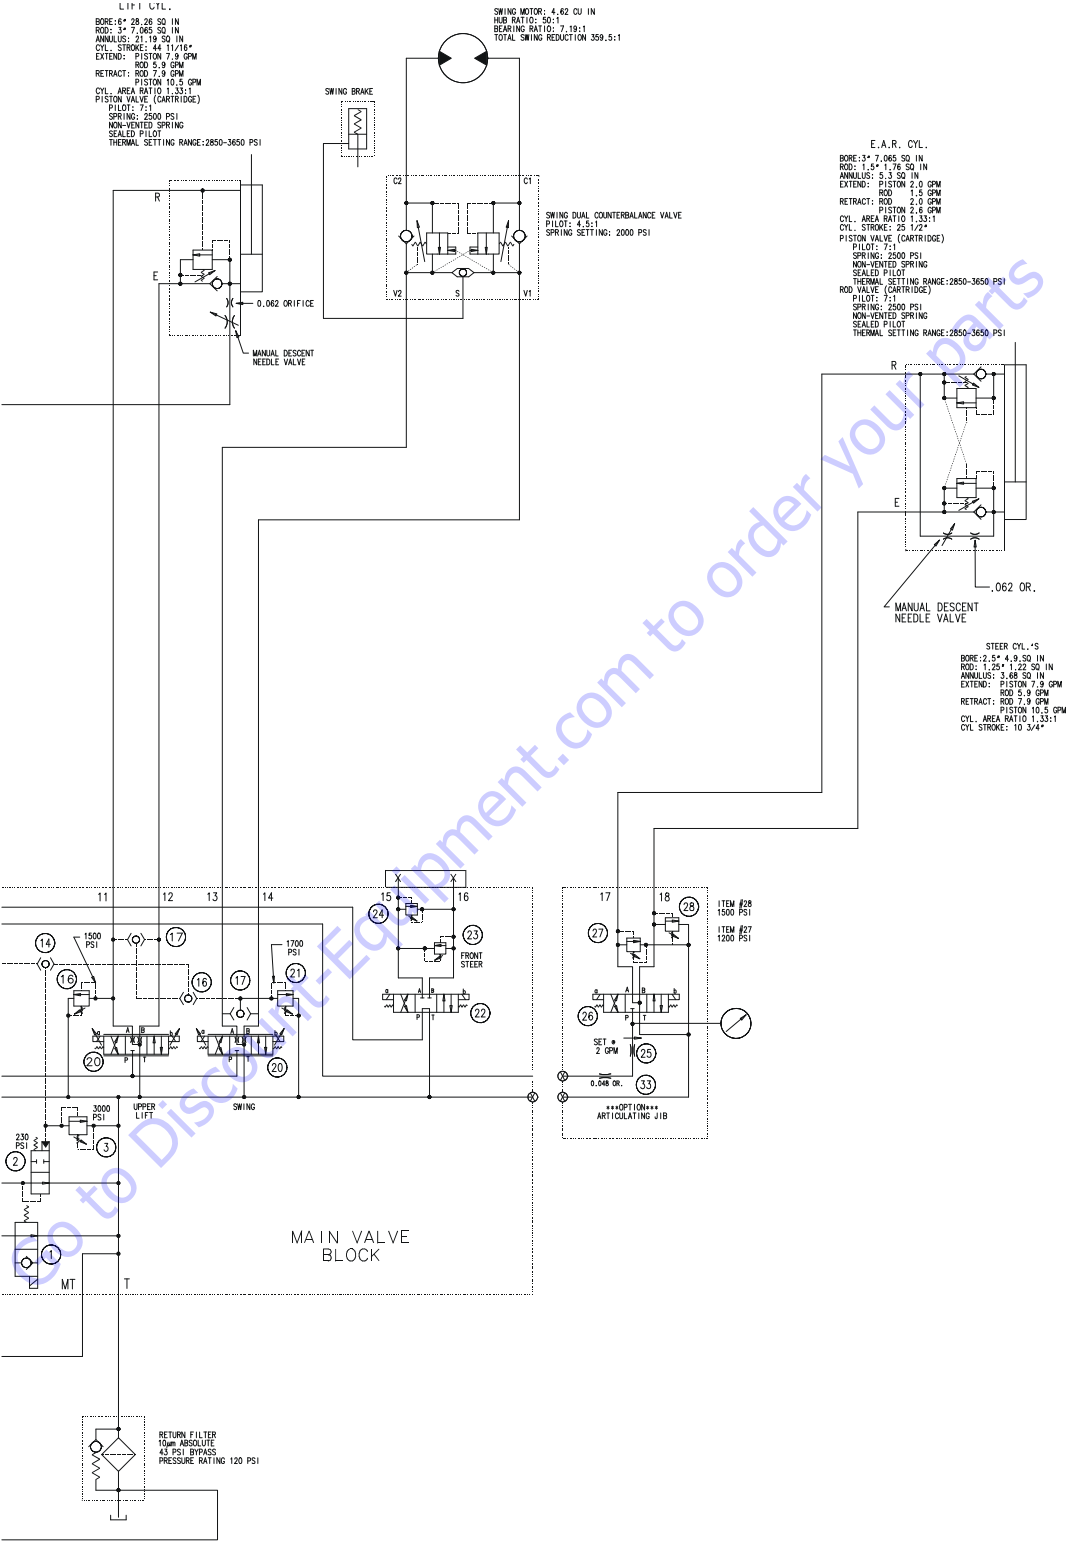 LIFT CYL.
BORE:6" 28.26 SQ IN
ROD: 3" 7.065 SQ IN
ANNULUS: 21.19 SQ IN
CYL. STROKE: 44 11/16"
EXTEND: PISTON 7.9 GPM
ROD 5.9 GPM
RETRACT: ROD 7.9 GPM
PISTON 10.5 GPM
CYL. AREA RATIO 1.33:1
PISTON VALVE (CARTRIDGE)
PILOT: 7:1
SPRING: 2500 PSI
NON-VENTED SPRING
SEALED PILOT
THERMAL SETTING RANGE:2850-3650 PSI
SWING MOTOR: 4.62 CU IN
HUB RATIO: 50:1
BEARING RATIO: 7.19:1
TOTAL SWING REDUCTION 359.5:1
SWING BRAKE
C2
C1
SWING DUAL COUNTERBALANCE VALVE
PILOT: 4.5:1
SPRING SETTING: 2000 PSI
V2
S
V1
R
E
0.062 ORIFICE
MANUAL DESCENT
NEEDLE VALVE
E.A.R. CYL.
BORE:3" 7.065 SQ IN
ROD: 1.5" 1.76 SQ IN
ANNULUS: 5.3 SQ IN
EXTEND: PISTON 2.0 GPM
ROD 1.5 GPM
RETRACT: ROD 2.0 GPM
PISTON 2.6 GPM
CYL. AREA RATIO 1.33:1
CYL. STROKE: 25 1/2"
PISTON VALVE (CARTRIDGE)
PILOT: 7:1
SPRING: 2500 PSI
NON-VENTED SPRING
SEALED PILOT
THERMAL SETTING RANGE:2850-3650 PSI
ROD VALVE (CARTRIDGE)
PILOT: 7:1
SPRING: 2500 PSI
NON-VENTED SPRING
SEALED PILOT
THERMAL SETTING RANGE:2850-3650 PSI
R
E
.062 OR.
MANUAL DESCENT
NEEDLE VALVE
STEER CYL.'S
BORE:2.5" 4.9.SQ IN
ROD: 1.25" 1.22 SQ IN
ANNULUS: 3.68 SQ IN
EXTEND: PISTON 7.9 GPM
ROD 5.9 GPM
RETRACT: ROD 7.9 GPM
PISTON 10.5 GPM
CYL. AREA RATIO 1.33:1
CYL STROKE: 10 3/4"
Go to Discount-Equipment.com to order your parts
11
12
13
14
15
16
17
18
14
1500
PSI
17
16
16
17
1700
PSI
21
24
23
FRONT
STEER
22
27
28
ITEM #28
1500 PSI
ITEM #27
1200 PSI
a
A
B
b
P
T
20
a
A
B
b
P
T
20
a
A
B
b
P
T
a
A
B
b
P
T
26
SET @
2 GPM
25
0.048 OR.
33
***OPTION***
ARTICULATING JIB
UPPER
LIFT
SWING
3000
PSI
3
230
PSI
2
1
MAIN VALVE
BLOCK
MT
T
RETURN FILTER
10µm ABSOLUTE
43 PSI BYPASS
PRESSURE RATING 120 PSI